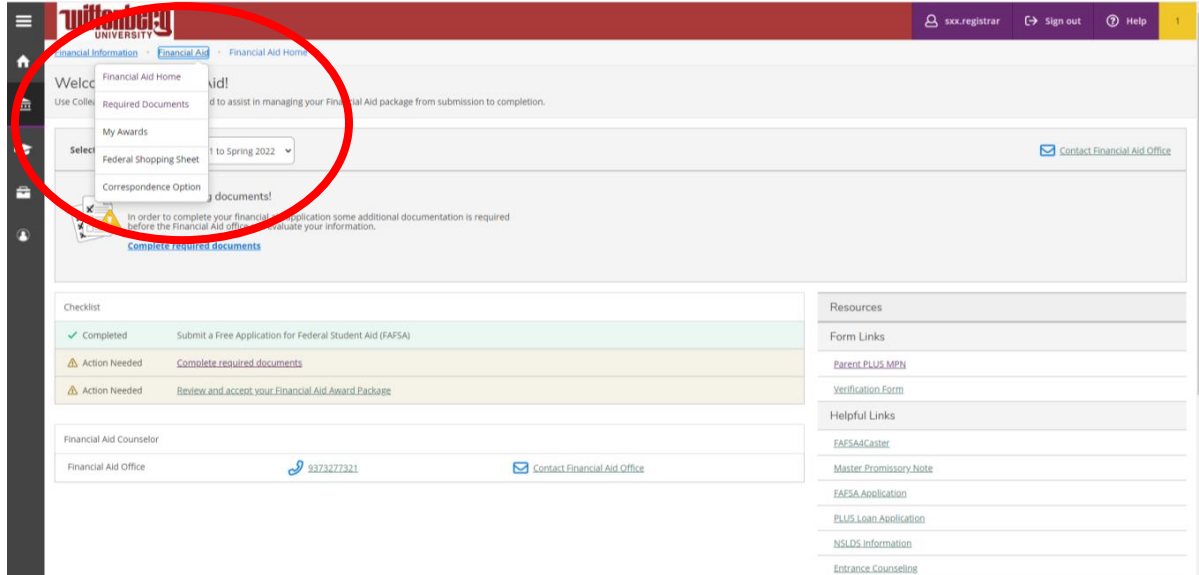 Wittenberg
UNIVERSITY
sxx.registrar
Sign out
Help
1
Financial Information · Financial Aid · Financial Aid Home
Financial Aid Home
Required Documents
My Awards
Federal Shopping Sheet
Correspondence Option
Welc id!
Use Collea d to assist in managing your Financial Aid package from submission to completion.
Select 1 to Spring 2022
Contact Financial Aid Office
g documents!
In order to complete your financial aid application some additional documentation is required
before the Financial Aid office evaluate your information.
Complete required documents
Checklist
Completed Submit a Free Application for Federal Student Aid (FAFSA)
Action Needed Complete required documents
Action Needed Review and accept your Financial Aid Award Package
Financial Aid Counselor
Financial Aid Office 9373277321 Contact Financial Aid Office
Resources
Form Links
Parent PLUS MPN
Verification Form
Helpful Links
FAFSA4Caster
Master Promissory Note
FAFSA Application
PLUS Loan Application
NSLDS Information
Entrance Counseling